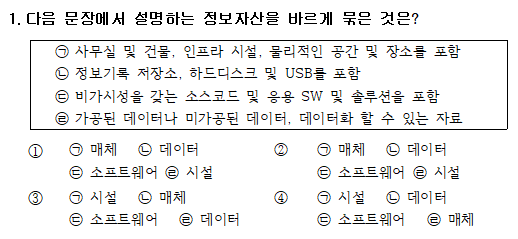 1. 다음 문장에서 설명하는 정보자산을 바르게 묶은 것은?
㉠ 사무실 및 건물, 인프라 시설, 물리적인 공간 및 장소를 포함
㉡ 정보기록 저장소, 하드디스크 및 USB를 포함
㉢ 비가시성을 갖는 소스코드 및 응용 SW 및 솔루션을 포함
㉣ 가공된 데이터나 미가공된 데이터, 데이터화 할 수 있는 자료
① ㉠ 매체 ㉡ 데이터 ② ㉠ 매체 ㉡ 데이터
㉢ 소프트웨어 ㉣ 시설 ㉢ 소프트웨어 ㉣ 시설
③ ㉠ 시설 ㉡ 매체 ④ ㉠ 시설 ㉡ 데이터
㉢ 소프트웨어 ㉣ 데이터 ㉢ 소프트웨어 ㉣ 매체